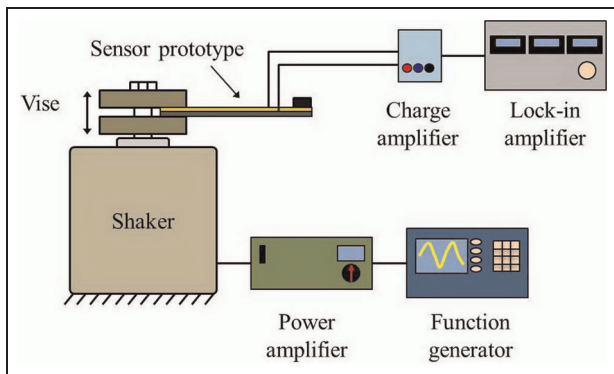 Sensor prototype
Vise
Charge
amplifier
Lock-in
amplifier
Shaker
Power
amplifier
Function
generator